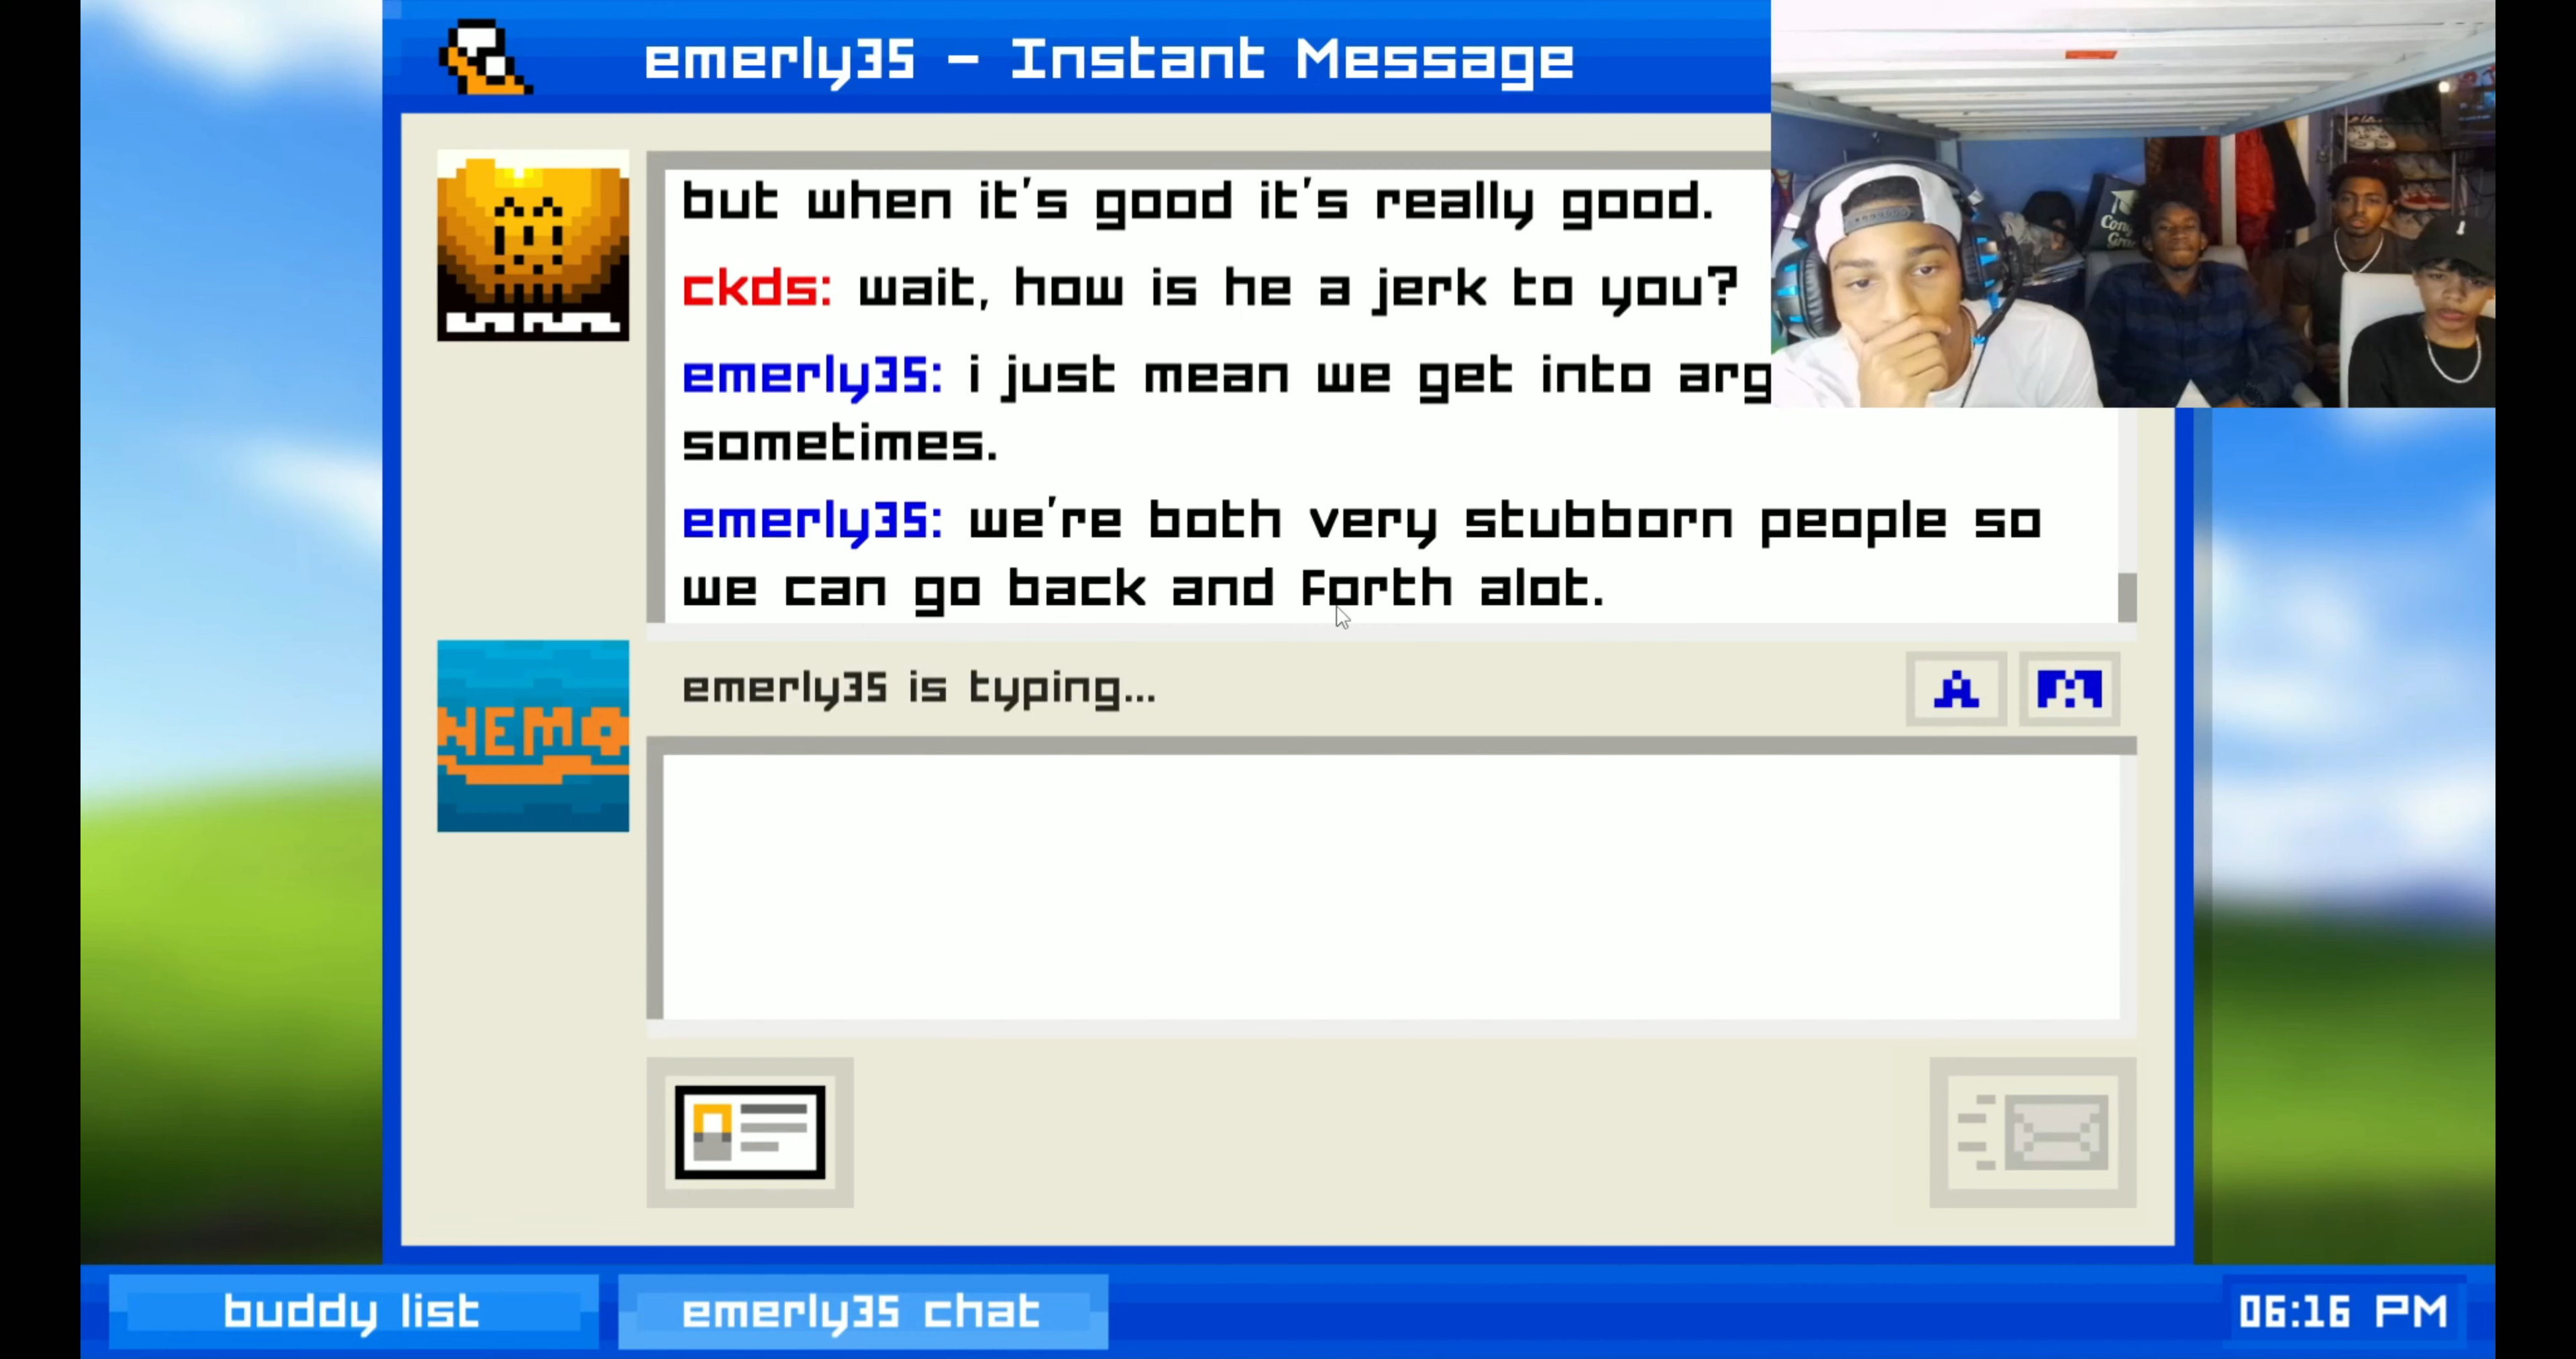 emerly35 – Instant Message
but when it's good it's really good.
ckds: wait, how is he a jerk to you?
emerly35: i just mean we get into arg
sometimes.
emerly35: we're both very stubborn people so
we can go back and forth alot.
NEMO
emerly35 is typing...
A
buddy list
emerly35 chat
06:16 PM